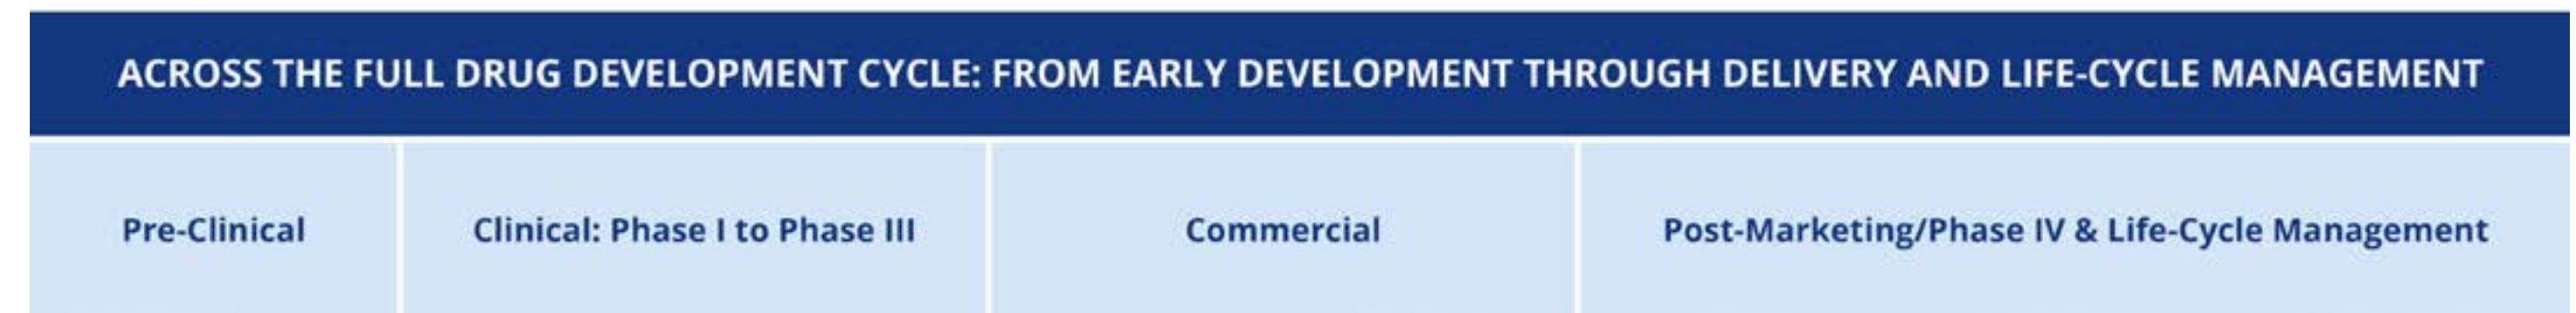 ACROSS THE FULL DRUG DEVELOPMENT CYCLE: FROM EARLY DEVELOPMENT THROUGH DELIVERY AND LIFE-CYCLE MANAGEMENT
Pre-Clinical
Clinical: Phase I to Phase III
Commercial
Post-Marketing/Phase IV & Life-Cycle Management